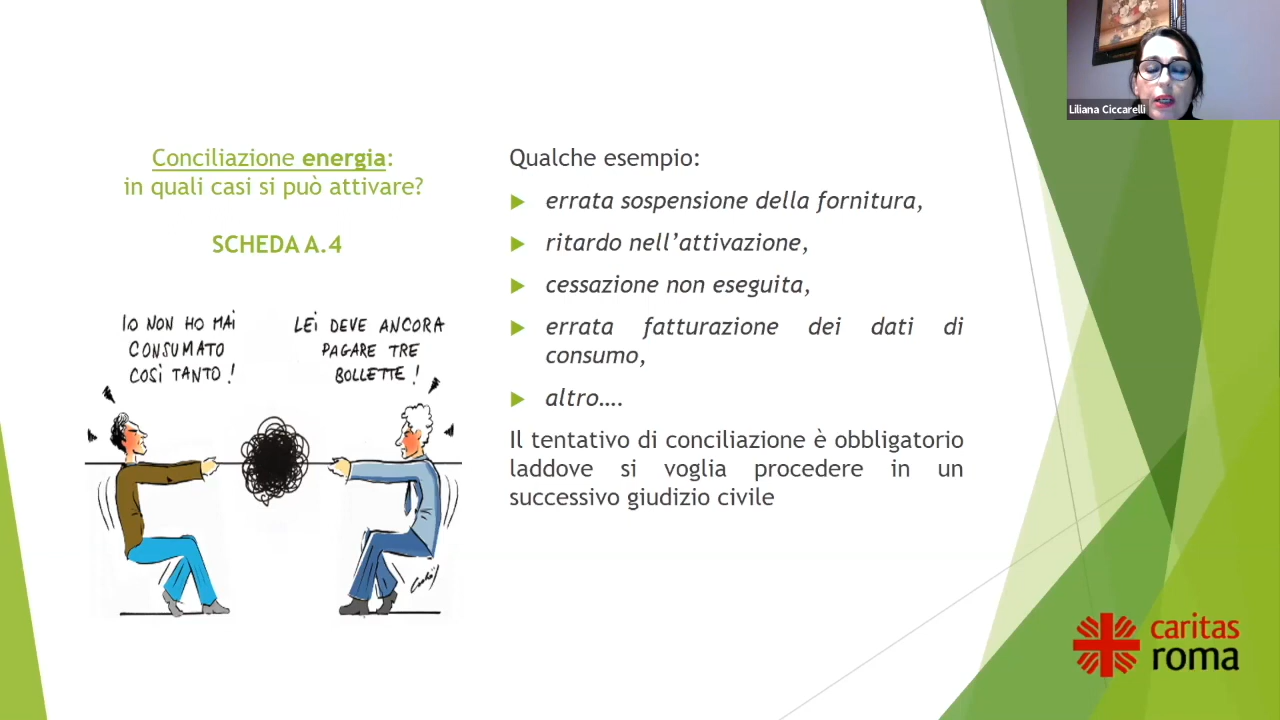 Liliana Ciccarelli
Conciliazione energia:
in quali casi si può attivare?
SCHEDA A.4
IO NON HO MAi
CONSUMATO
COSÌ TANTO !
LEi DEVE ANCORA
PAGARE TRE
BOLLETTE !
Qualche esempio:
errata sospensione della fornitura,
ritardo nell’attivazione,
cessazione non eseguita,
errata fatturazione dei dati di
consumo,
altro….
Il tentativo di conciliazione è obbligatorio
laddove si voglia procedere in un
successivo giudizio civile
caritas
roma